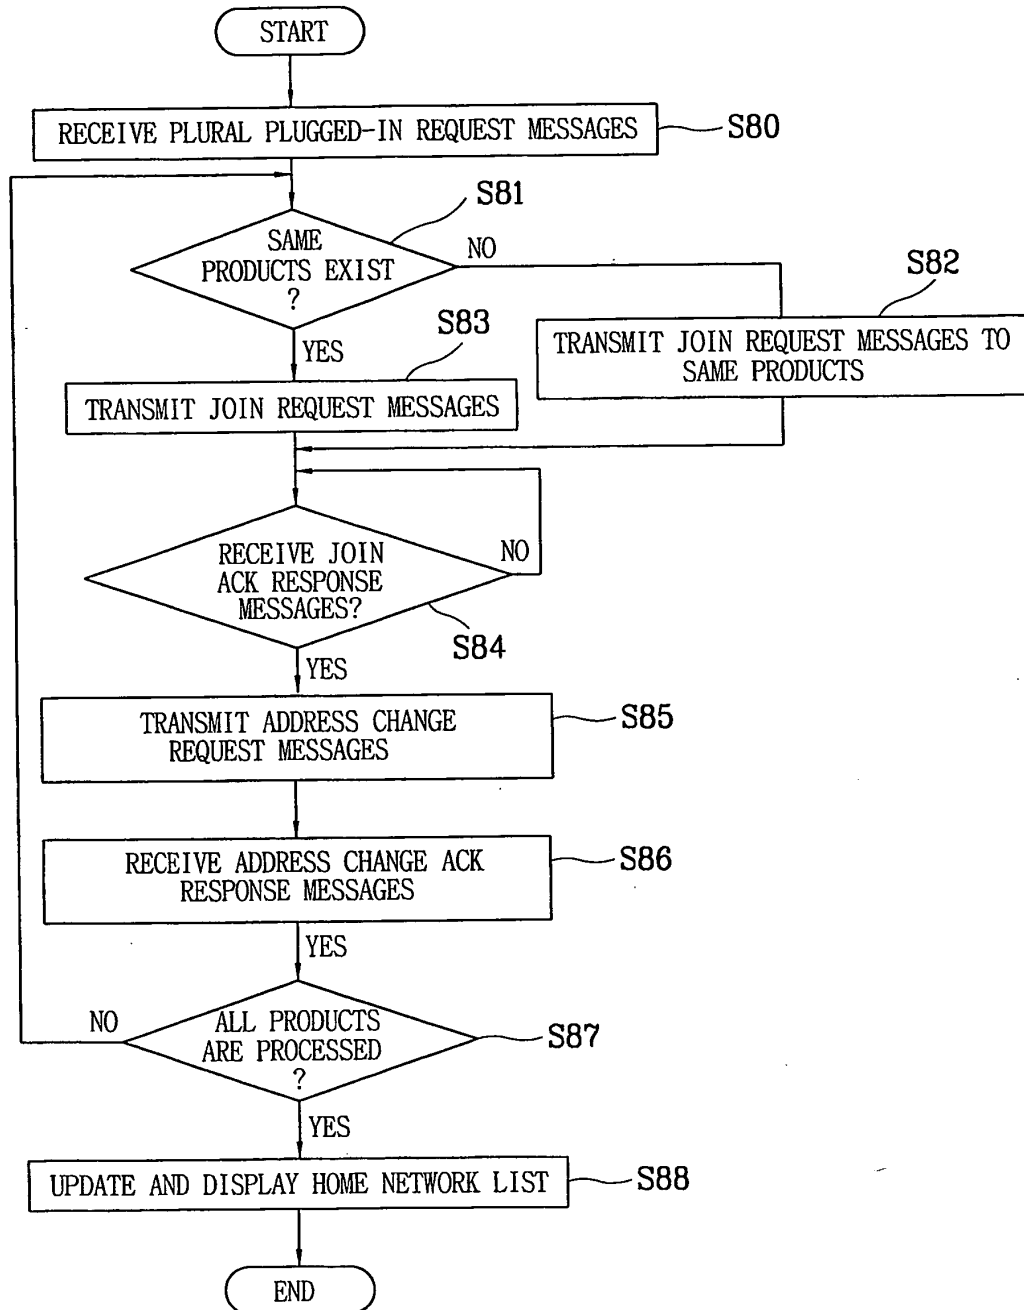 START
RECEIVE PLURAL PLUGGED-IN REQUEST MESSAGES
S80
S81
SAME
PRODUCTS EXIST
?
NO
S82
YES
S83
TRANSMIT JOIN REQUEST MESSAGES TO
SAME PRODUCTS
TRANSMIT JOIN REQUEST MESSAGES
RECEIVE JOIN
ACK RESPONSE
MESSAGES?
NO
S84
YES
TRANSMIT ADDRESS CHANGE
REQUEST MESSAGES
S85
RECEIVE ADDRESS CHANGE ACK
RESPONSE MESSAGES
S86
YES
NO
ALL PRODUCTS
ARE PROCESSED
?
S87
YES
UPDATE AND DISPLAY HOME NETWORK LIST
S88
END